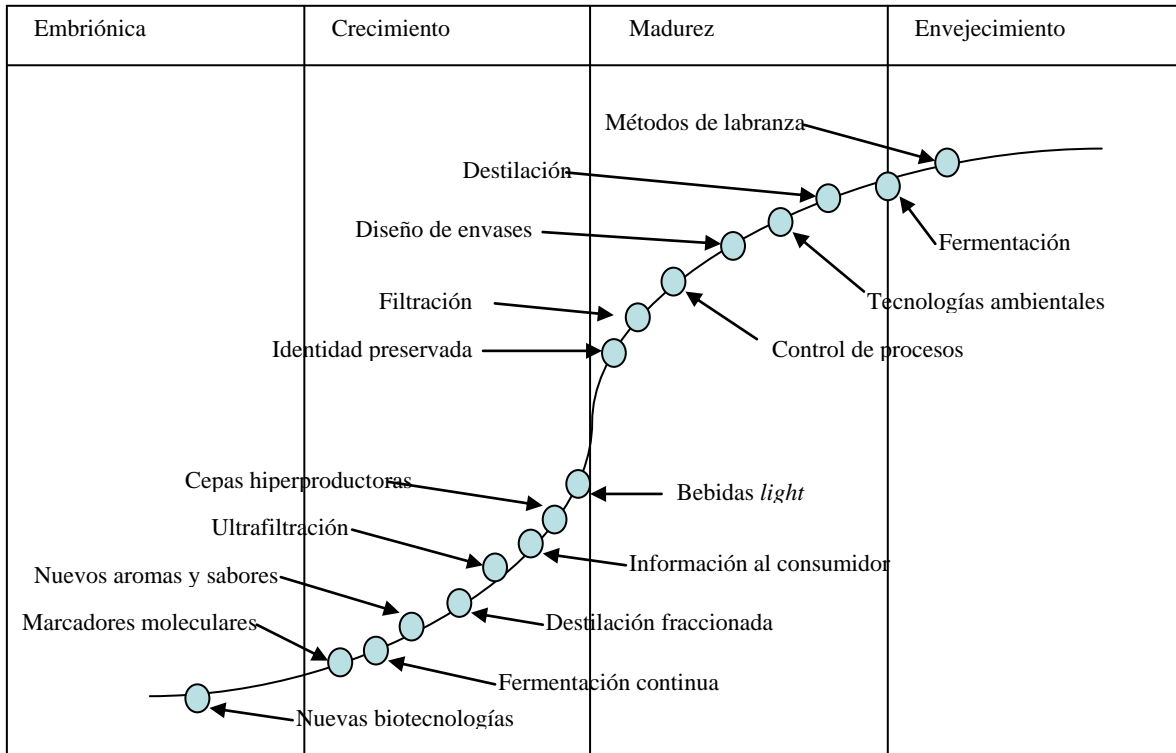 Embriónica
Crecimiento
Madurez
Envejecimiento
Métodos de labranza
Destilación
Diseño de envases
Fermentación
Filtración
Tecnologías ambientales
Identidad preservada
Control de procesos
Cepas hiperproductoras
Bebidas light
Ultrafiltración
Información al consumidor
Nuevos aromas y sabores
Marcadores moleculares
Destilación fraccionada
Fermentación continua
Nuevas biotecnologías